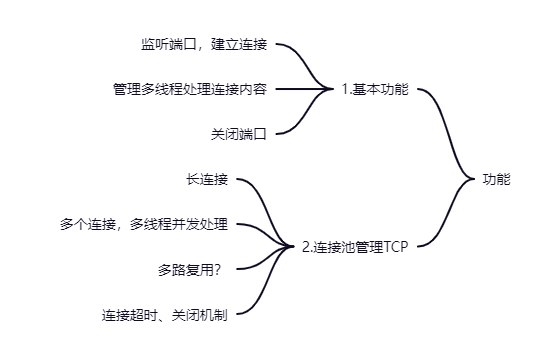 监听端口，建立连接
管理多线程处理连接内容
1.基本功能
关闭端口
长连接
功能
多个连接，多线程并发处理
2.连接池管理TCP
多路复用？
连接超时、关闭机制